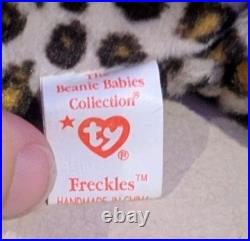 The
Beanie Babies
Collection®
ty®
Freckles™
HANDMADE IN CHINA